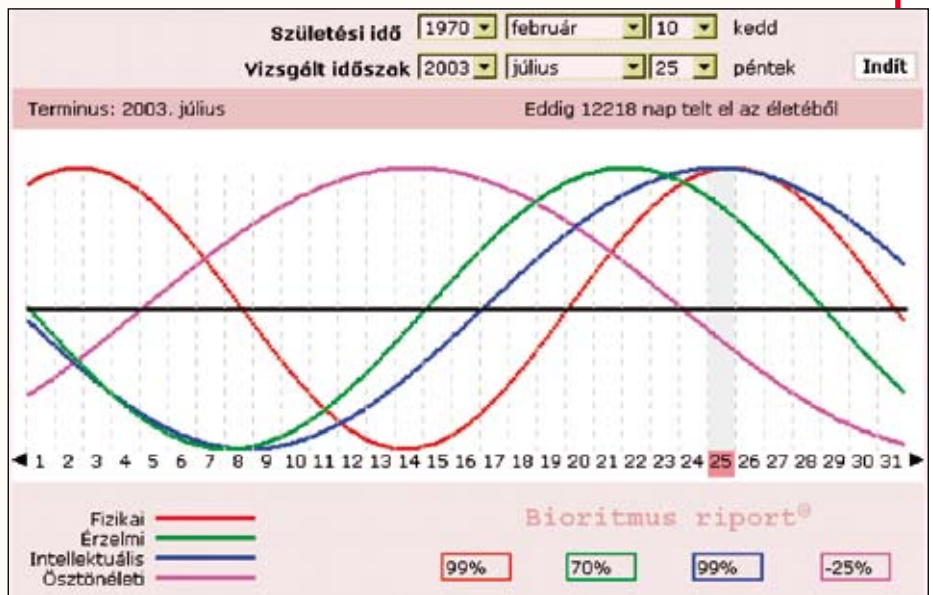 Születési idő 1970 február 10 kedd
Vizsgált időszak 2003 július 25 péntek Indít
Terminus: 2003. július Eddig 12218 nap telt el az életéből
1 2 3 4 5 6 7 8 9 10 11 12 13 14 15 16 17 18 19 20 21 22 23 24 25 26 27 28 29 30 31
Bioritmus riport®
Fizikai
Érzelmi
Intellektuális
Ösztönéleti
99% 70% 99% -25%